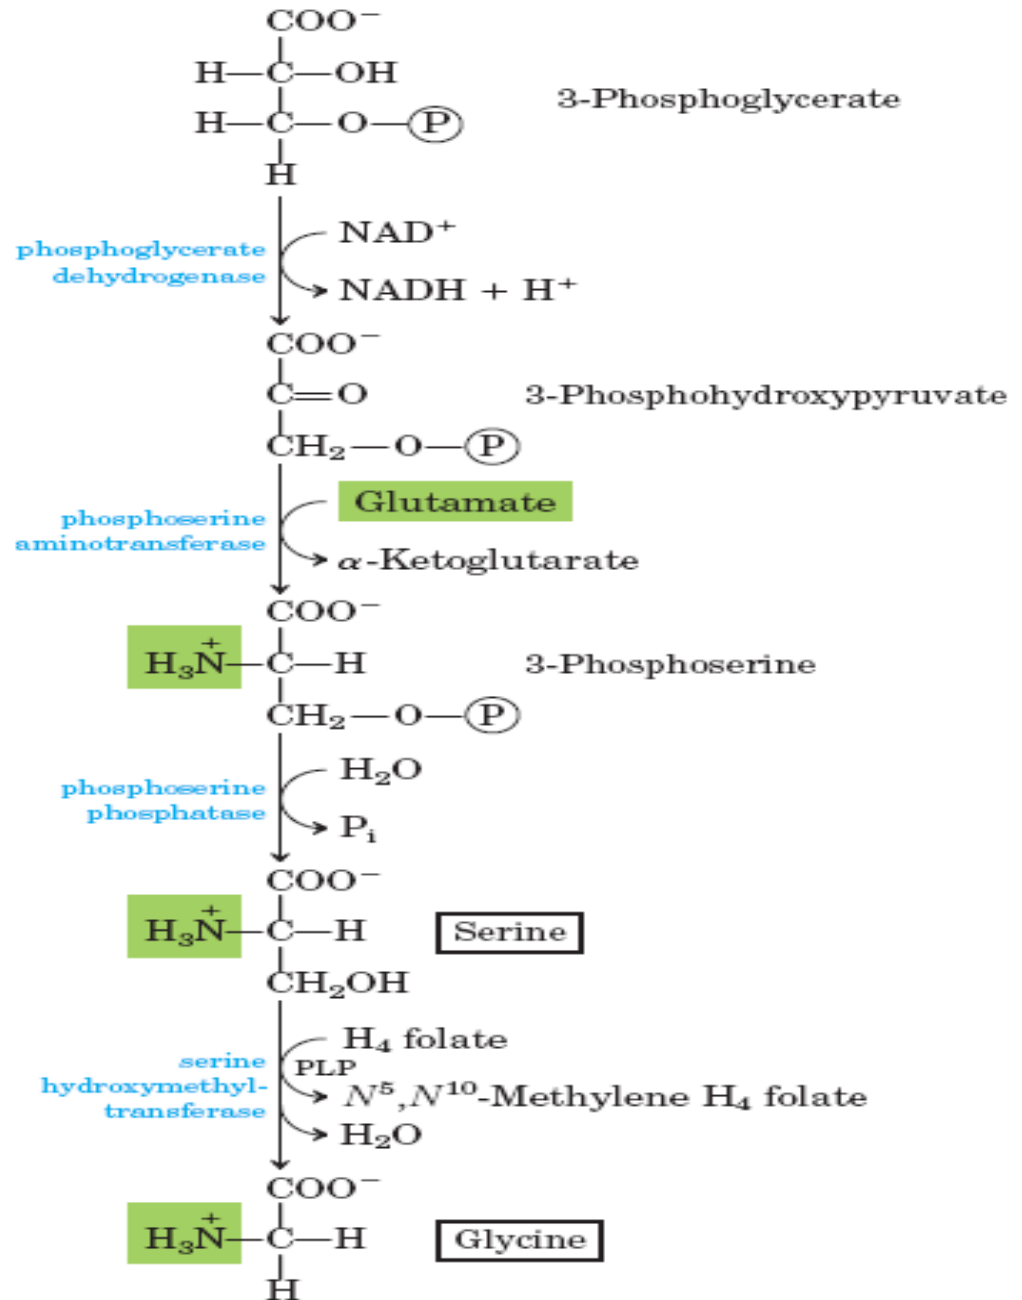 COO⁻
H—C—OH
3-Phosphoglycerate
H—C—O—P
H
NAD⁺
phosphoglycerate
dehydrogenase
NADH + H⁺
COO⁻
C=O
3-Phosphohydroxypyruvate
CH₂—O—P
Glutamate
phosphoserine
aminotransferase
α-Ketoglutarate
COO⁻
H₃N⁺—C—H
3-Phosphoserine
CH₂—O—P
H₂O
phosphoserine
phosphatase
Pᵢ
COO⁻
H₃N⁺—C—H
Serine
CH₂OH
H₄ folate
serine
hydroxymethyl-
transferase
PLP
N⁵,N¹⁰-Methylene H₄ folate
H₂O
COO⁻
H₃N⁺—C—H
Glycine
H